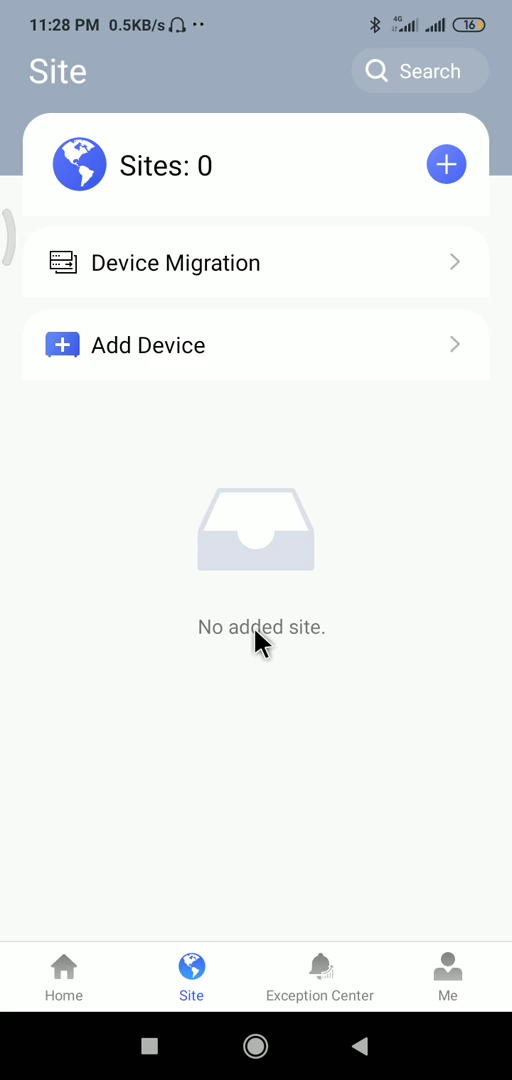 11:28 PM 0.5KB/s
4G 16
Site
Search
Sites: 0
Device Migration
Add Device
No added site.
Home Site Exception Center Me